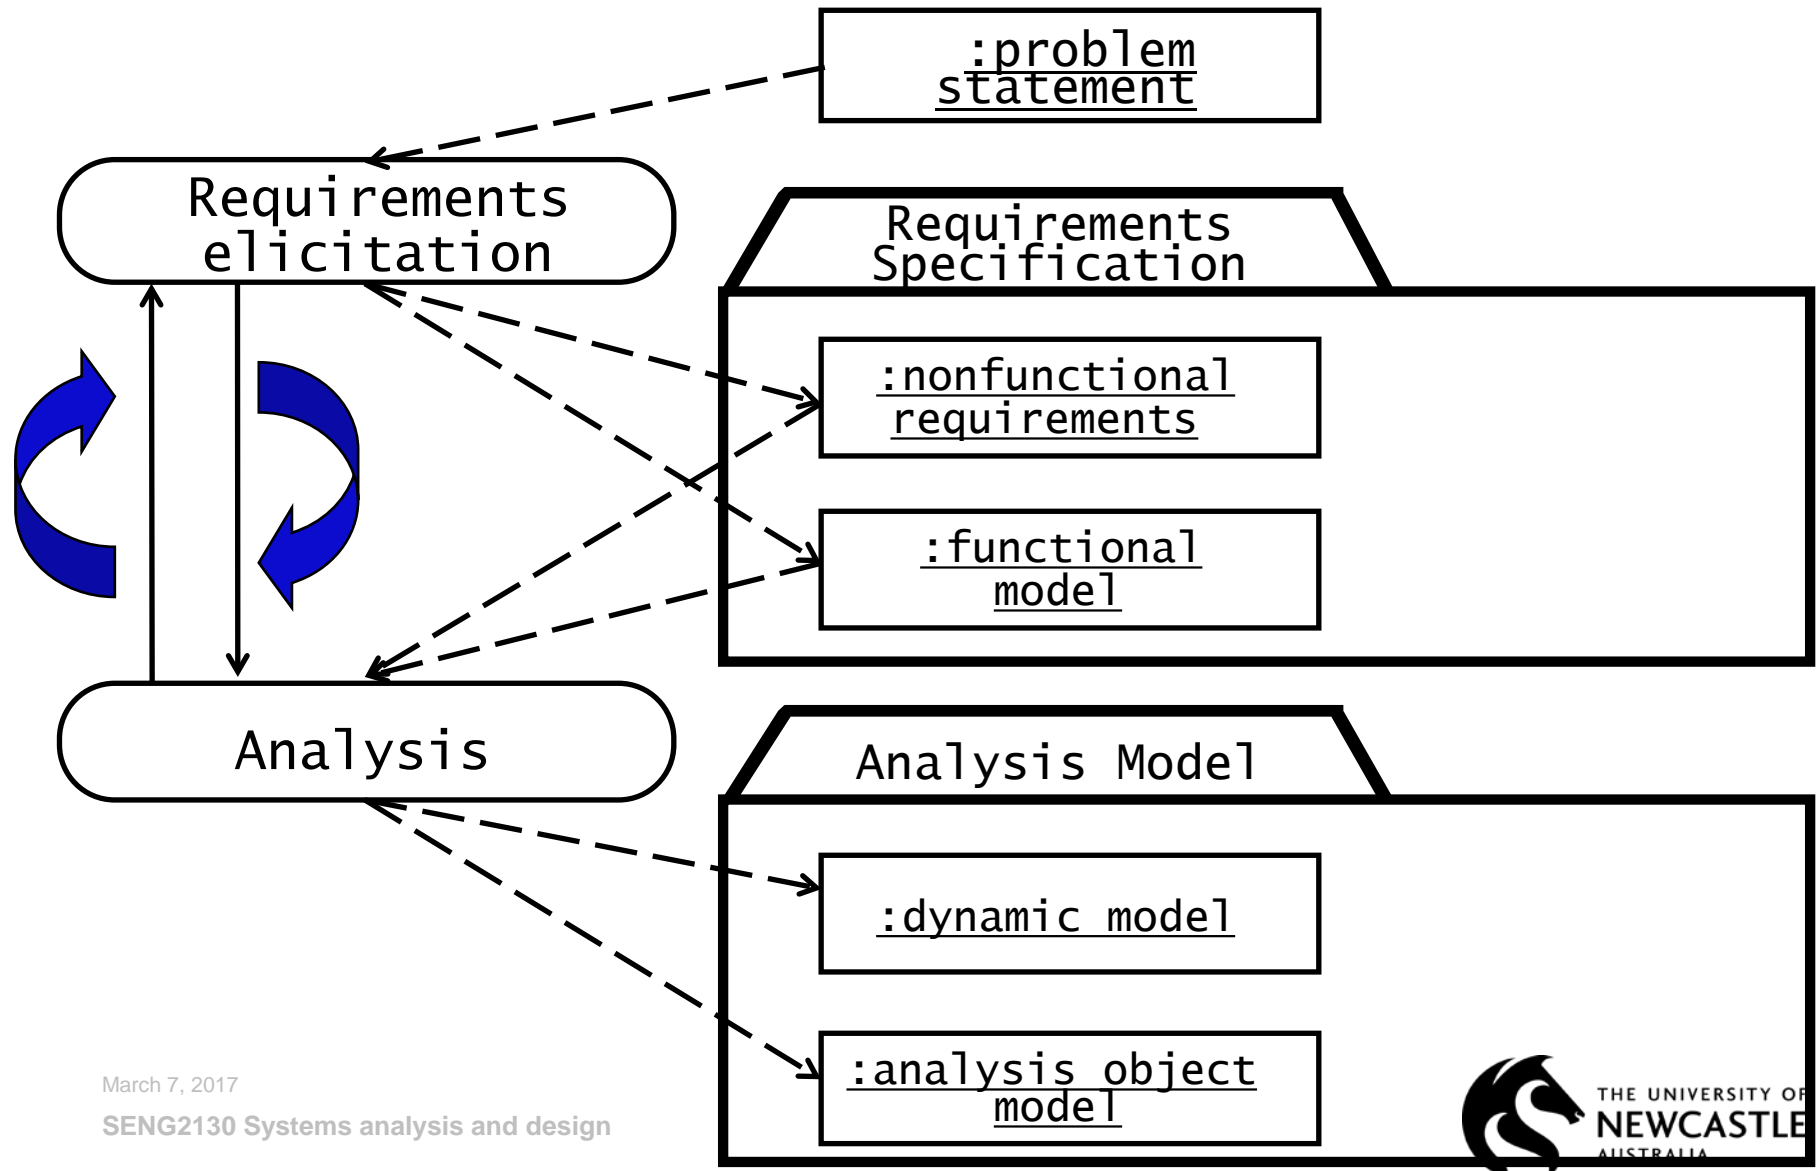 :problem
statement
Requirements
elicitation
Requirements
Specification
:nonfunctional
requirements
:functional
model
Analysis
Analysis Model
:dynamic model
:analysis object
model
March 7, 2017
SENG2130 Systems analysis and design
THE UNIVERSITY OF
NEWCASTLE
AUSTRALIA